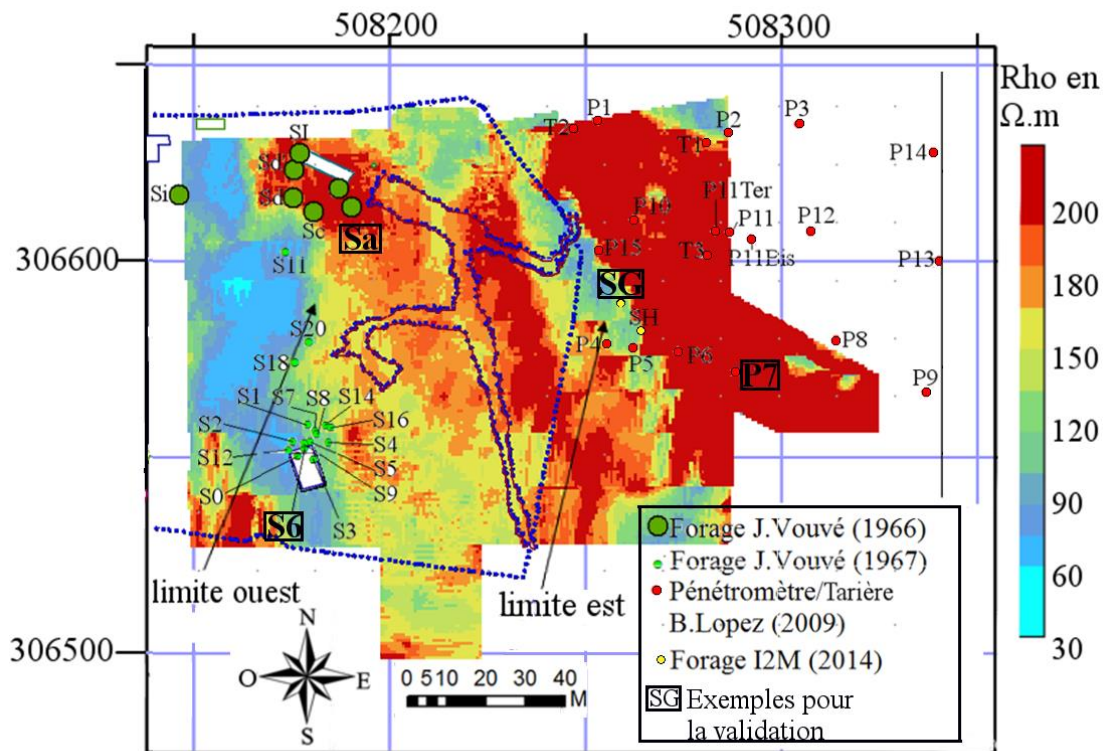 508200
508300
Rho en
Ω.m
306600
306500
200
180
150
120
90
60
30
P1
T2
P2
P3
T1
P14
SI
Sd
Si
Sd
Sc
Sa
S11
P11Ter
P10
P11
P12
P15
T3
P11Bis
P13
SG
SH
S20
S18
P4
P5
P6
P7
P8
P9
S7
S8
S14
S1
S16
S2
S4
S12
S5
S0
S9
S6
S3
limite ouest
limite est
N
O
E
S
0 5 10 20 30 40
M
Forage J.Vouvé (1966)
Forage J.Vouvé (1967)
Pénétromètre/Tarière
B.Lopez (2009)
Forage I2M (2014)
SG Exemples pour
la validation